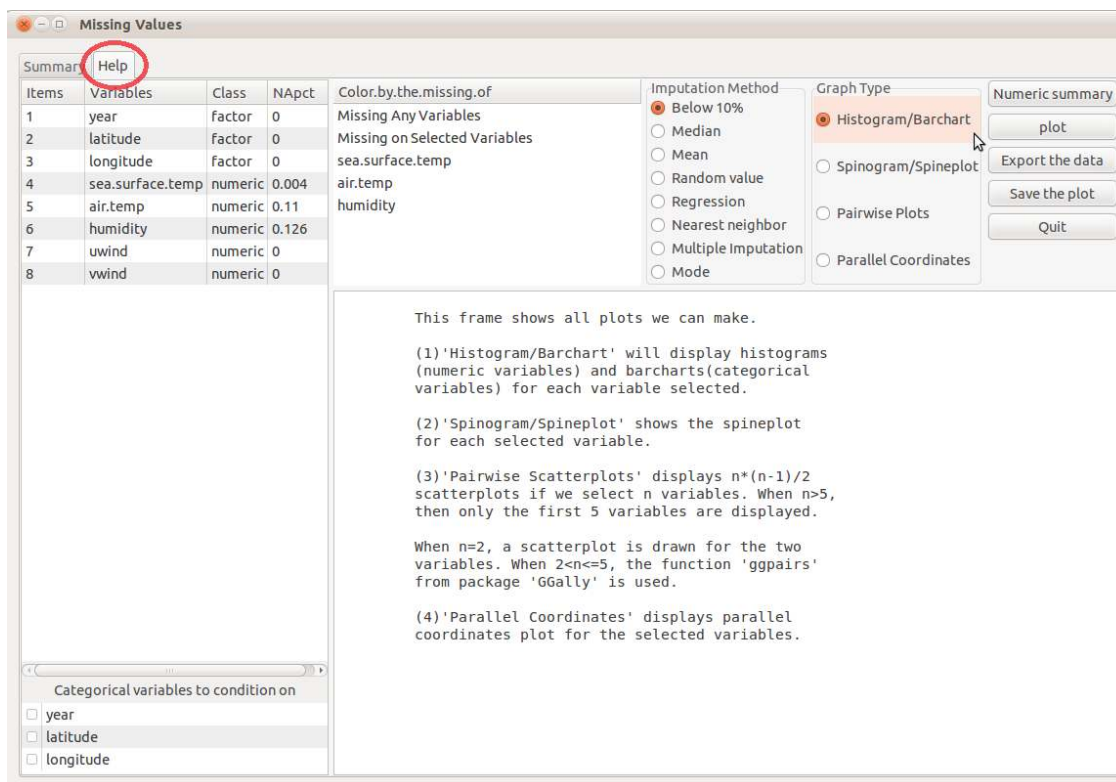 Missing Values
Summary Help
Items Variables Class NApct
1 year factor 0
2 latitude factor 0
3 longitude factor 0
4 sea.surface.temp numeric 0.004
5 air.temp numeric 0.11
6 humidity numeric 0.126
7 uwind numeric 0
8 vwind numeric 0
Categorical variables to condition on
year
latitude
longitude
Color.by.the.missing.of
Missing Any Variables
Missing on Selected Variables
sea.surface.temp
air.temp
humidity
Imputation Method
Below 10%
Median
Mean
Random value
Regression
Nearest neighbor
Multiple Imputation
Mode
Graph Type
Histogram/Barchart
Spinogram/Spineplot
Pairwise Plots
Parallel Coordinates
Numeric summary
plot
Export the data
Save the plot
Quit
This frame shows all plots we can make.
(1)'Histogram/Barchart' will display histograms
(numeric variables) and barcharts(categorical
variables) for each variable selected.
(2)'Spinogram/Spineplot' shows the spineplot
for each selected variable.
(3)'Pairwise Scatterplots' displays n*(n-1)/2
scatterplots if we select n variables. When n>5,
then only the first 5 variables are displayed.
When n=2, a scatterplot is drawn for the two
variables. When 2<n<=5, the function 'ggpairs'
from package 'GGally' is used.
(4)'Parallel Coordinates' displays parallel
coordinates plot for the selected variables.